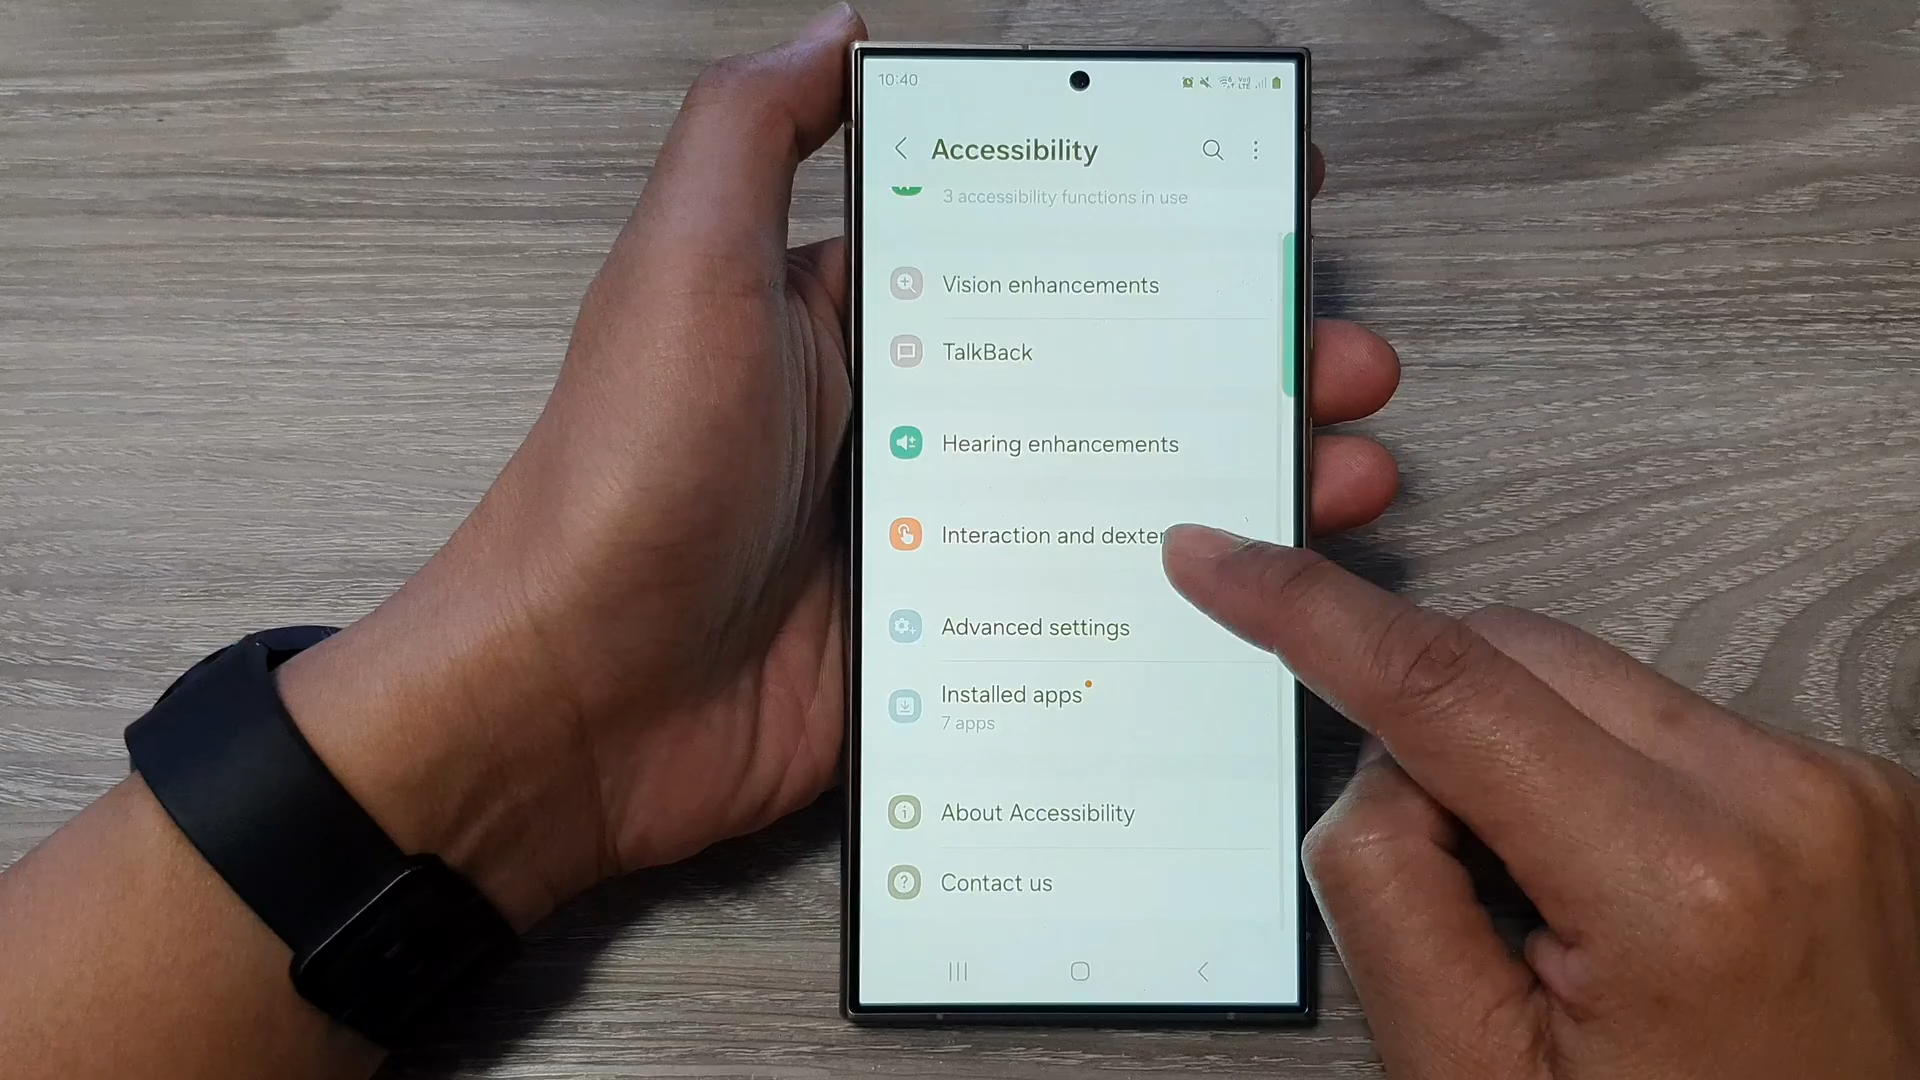 10:40
Accessibility
3 accessibility functions in use
Vision enhancements
TalkBack
Hearing enhancements
Interaction and dexter
Advanced settings
Installed apps
7 apps
About Accessibility
Contact us